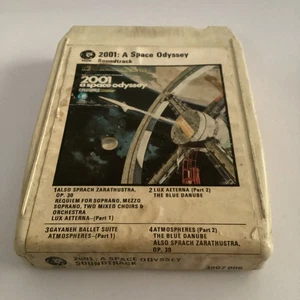 2001: A Space Odyssey
Soundtrack
2001
a space odyssey
1 ALSO SPRACH ZARATHUSTRA,
OP. 30
REQUIEM FOR SOPRANO, MEZZO
SOPRANO, TWO MIXED CHOIRS &
ORCHESTRA
LUX AETERNA—(Part 1)
2 LUX AETERNA (Part 2)
THE BLUE DANUBE
3 GAYANEH BALLET SUITE
ATMOSPHERES—(Part 1)
4 ATMOSPHERES (Part 2)
THE BLUE DANUBE
ALSO SPRACH ZARATHUSTRA,
OP. 30
2001: A SPACE ODYSSEY
SOUNDTRACK